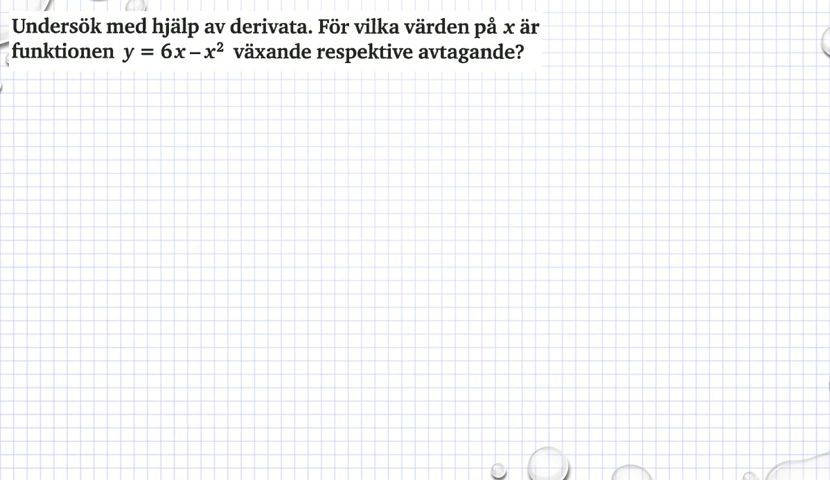 Undersök med hjälp av derivata. För vilka värden på x är
funktionen y = 6x – x² växande respektive avtagande?